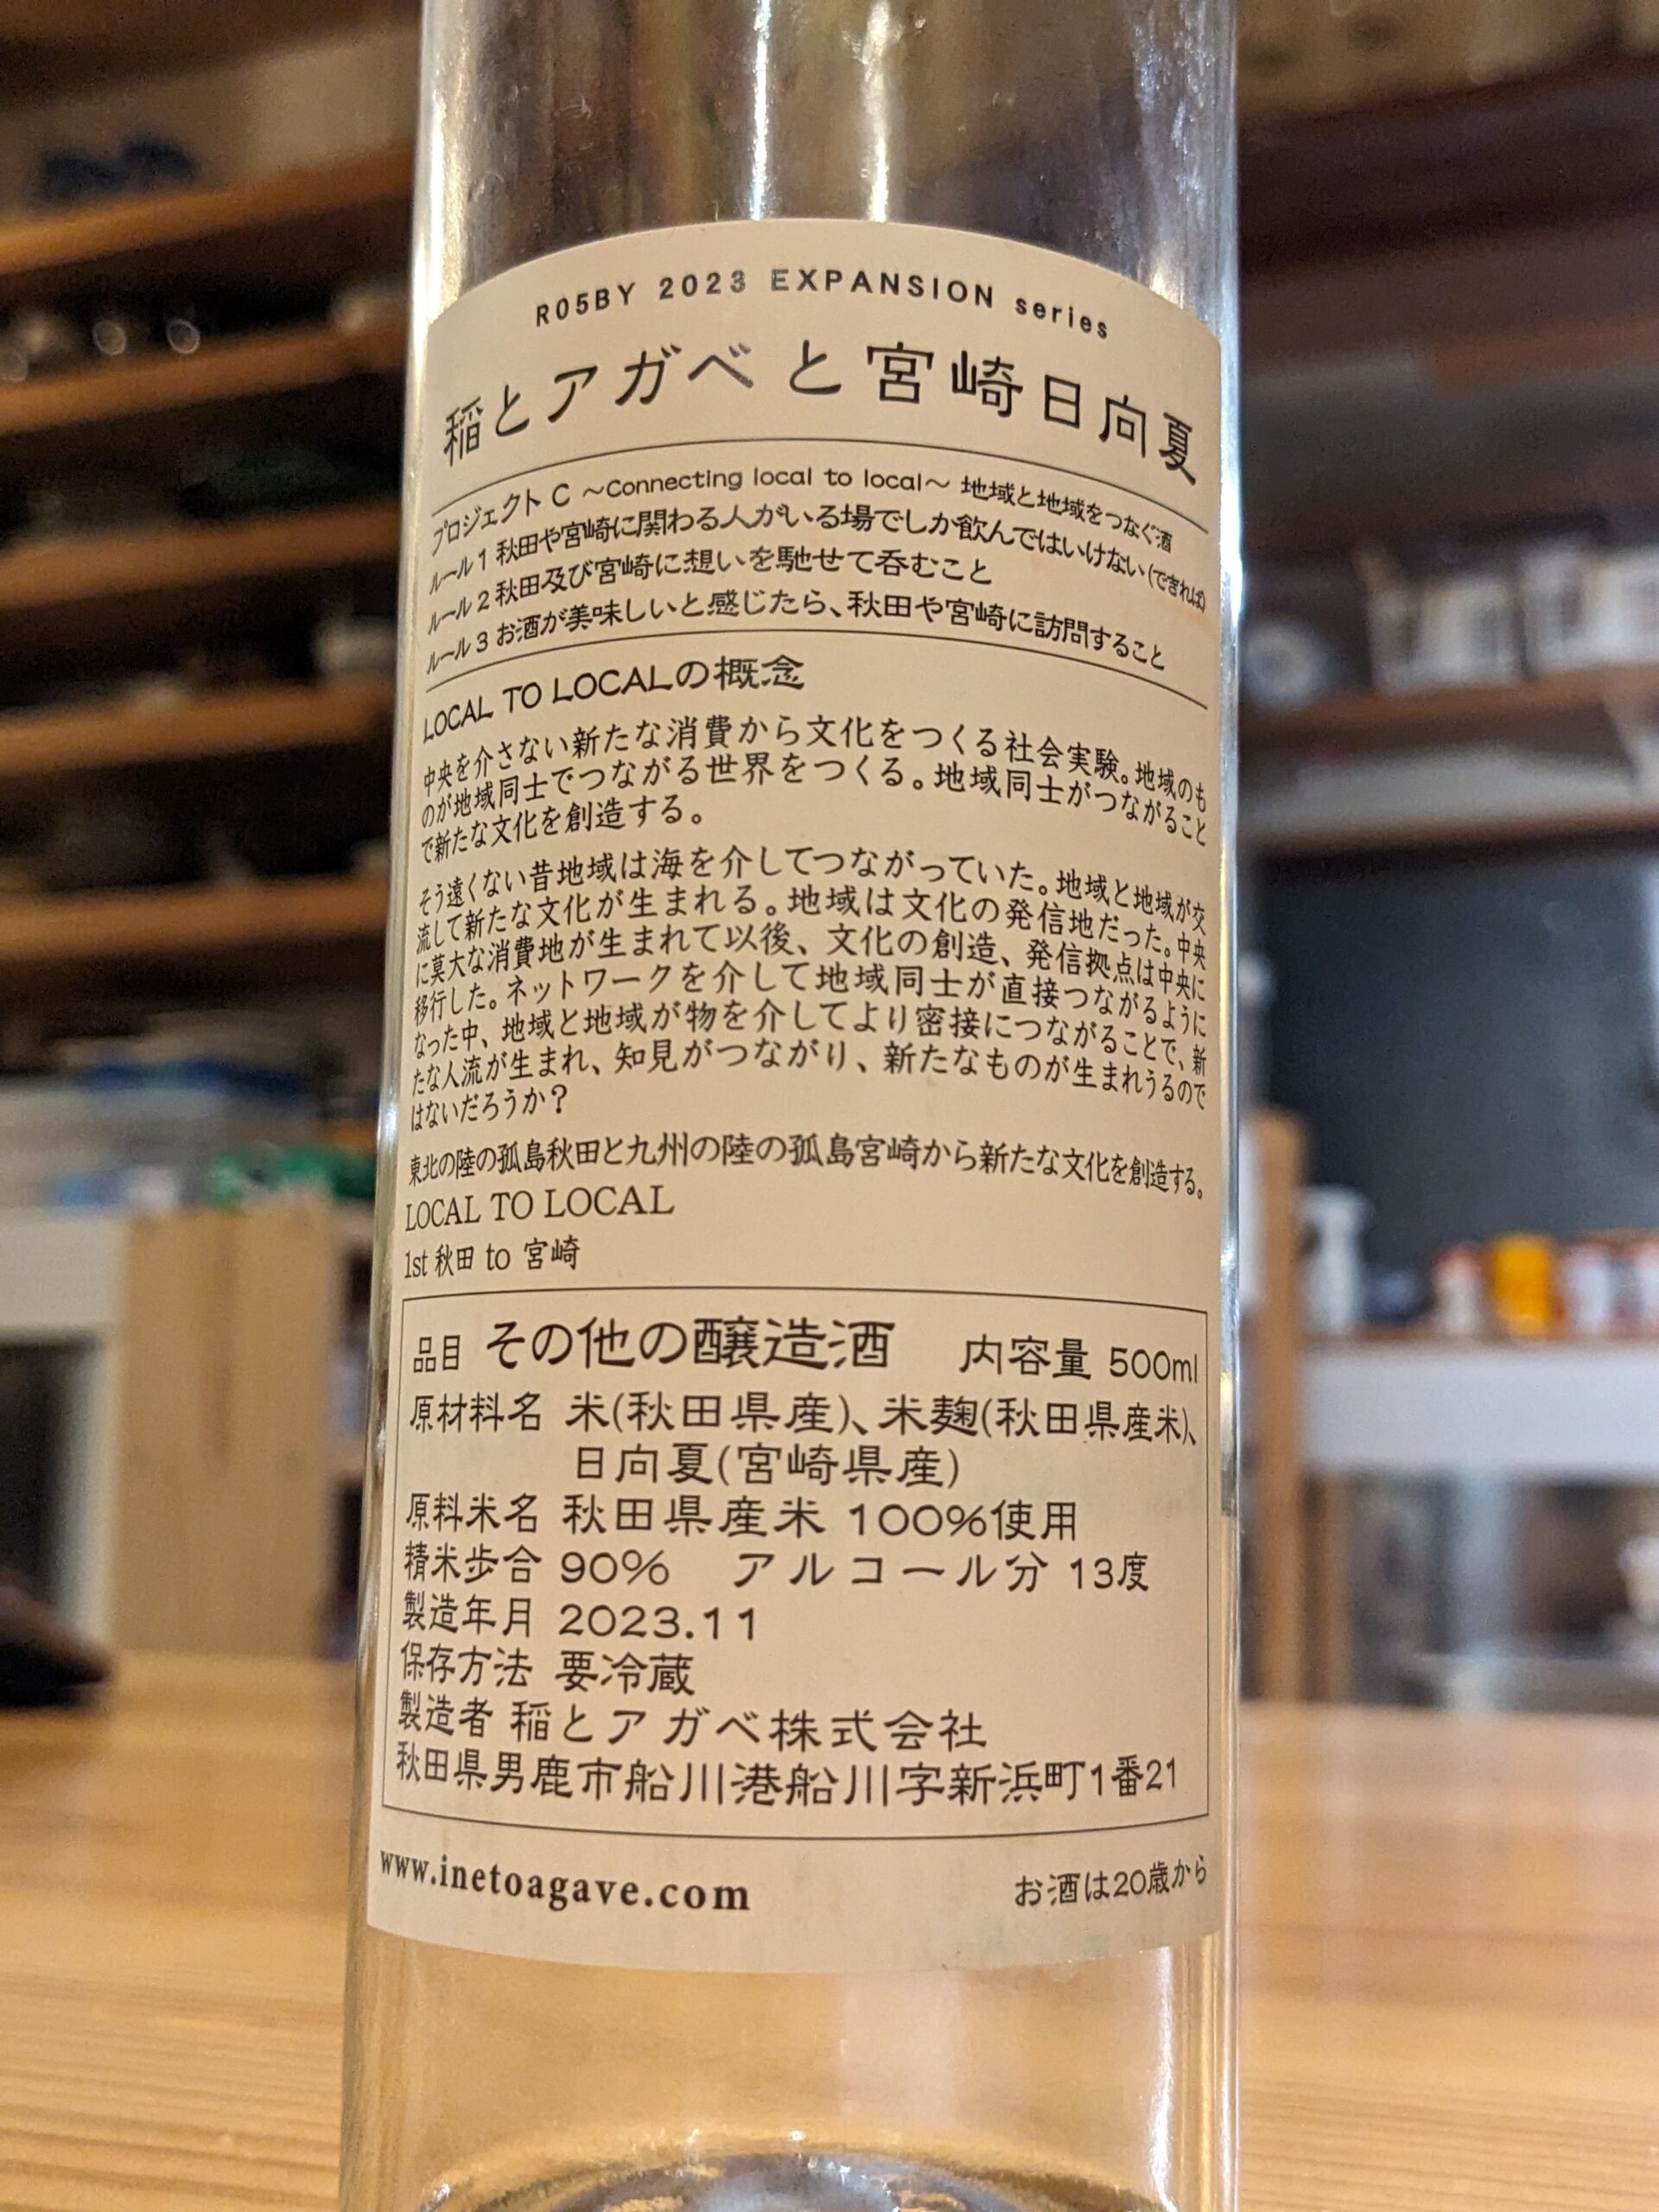 R05BY 2023 EXPANSION series
稲とアガベと宮崎日向夏
プロジェクト C ～Connecting local to local～ 地域と地域をつなぐ酒
ルール1 秋田や宮崎に関わる人がいる場でしか飲んではいけない(できれば)
ルール2 秋田及び宮崎に想いを馳せて呑むこと
ルール3 お酒が美味しいと感じたら、秋田や宮崎に訪問すること
LOCAL TO LOCALの概念
中央を介さない新たな消費から文化をつくる社会実験。地域のも
のが地域同士でつながる世界をつくる。地域同士がつながること
で新たな文化を創造する。
そう遠くない昔地域は海を介してつながっていた。地域と地域が交
流して新たな文化が生まれる。地域は文化の発信地だった。中央
に莫大な消費地が生まれて以後、文化の創造、発信拠点は中央に
移行した。ネットワークを介して地域同士が直接つながるように
なった中、地域と地域が物を介してより密接につながることで、新
たな人流が生まれ、知見がつながり、新たなものが生まれうるので
はないだろうか？
東北の陸の孤島秋田と九州の陸の孤島宮崎から新たな文化を創造する。
LOCAL TO LOCAL
1st 秋田 to 宮崎
品目 その他の醸造酒 内容量 500ml
原材料名 米(秋田県産)、米麹(秋田県産米)、
日向夏(宮崎県産)
原料米名 秋田県産米 100%使用
精米歩合 90% アルコール分 13度
製造年月 2023.11
保存方法 要冷蔵
製造者 稲とアガベ株式会社
秋田県男鹿市船川港船川字新浜町1番21
www.inetoagave.com お酒は20歳から